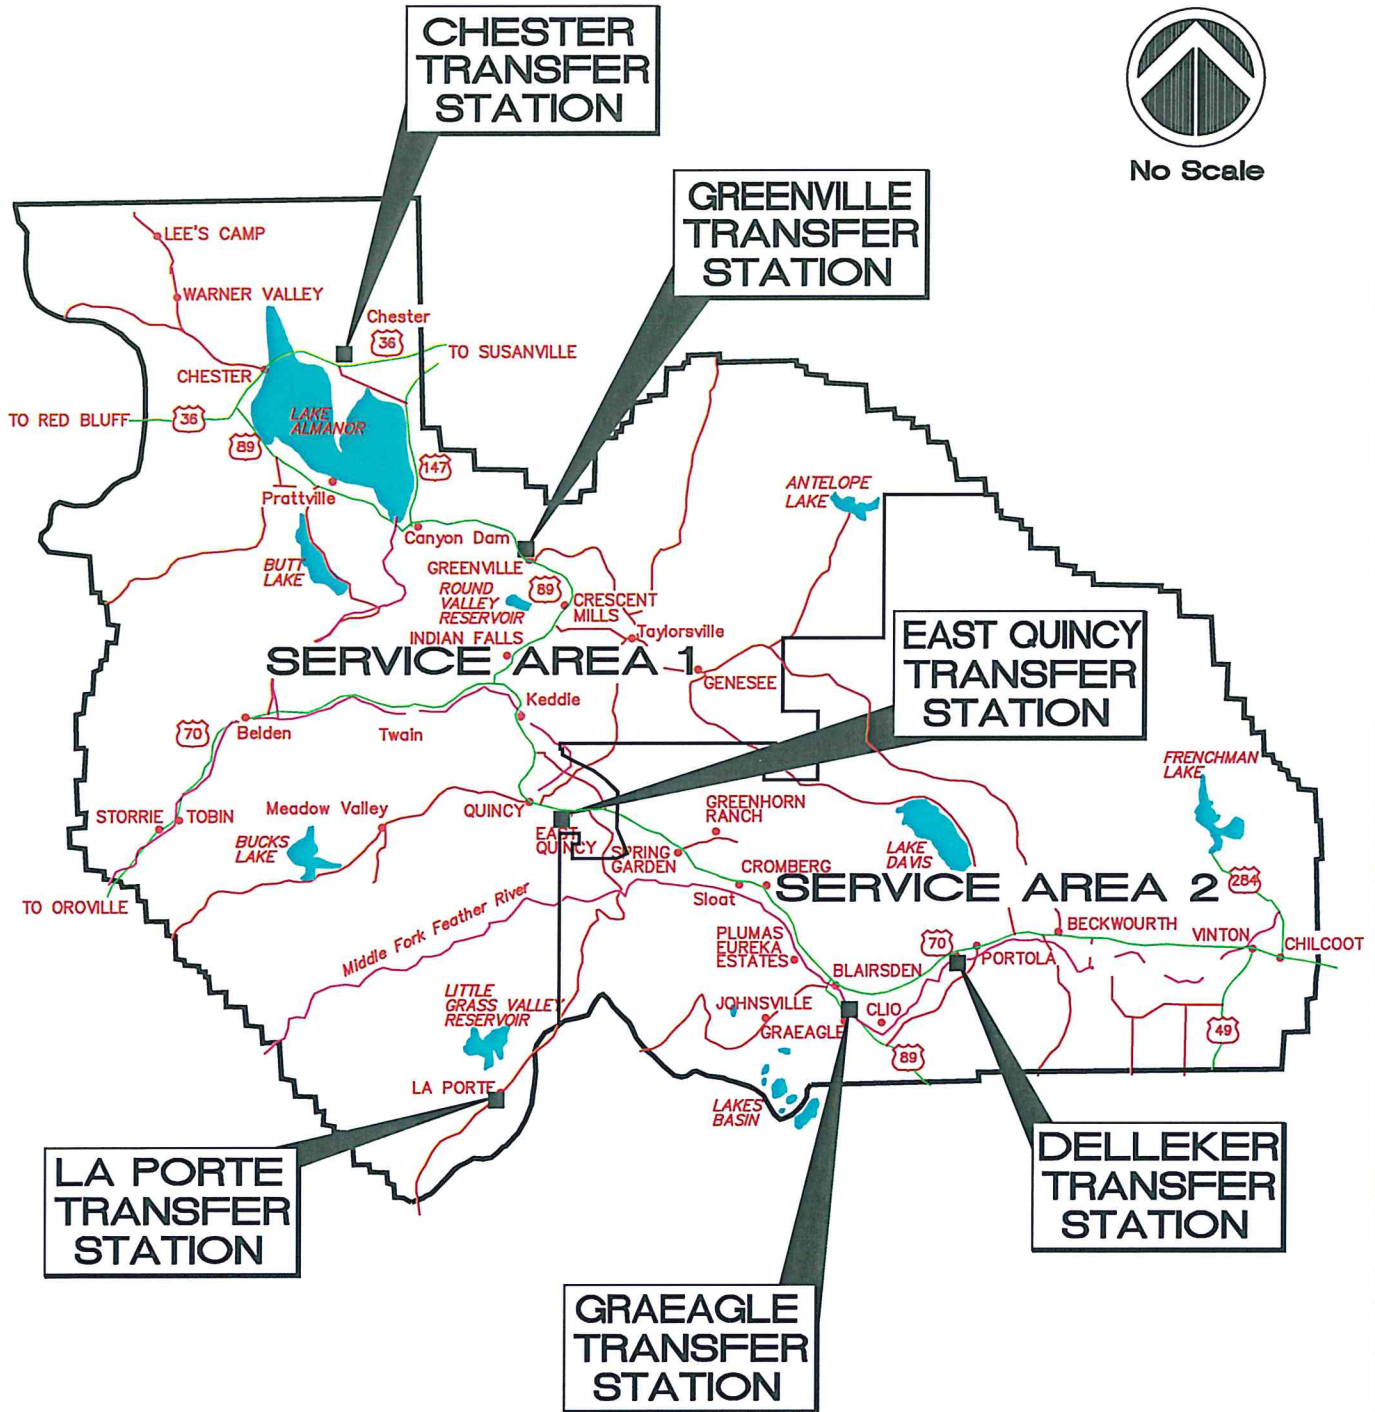 CHESTER
TRANSFER
STATION
No Scale
GREENVILLE
TRANSFER
STATION
LEE'S CAMP
WARNER VALLEY
Chester
36
TO SUSANVILLE
CHESTER
TO RED BLUFF
36
LAKE
ALMANOR
89
147
Prattville
ANTELOPE
LAKE
Canyon Dam
BUTT
LAKE
GREENVILLE
89
ROUND
VALLEY
RESERVOIR
CRESCENT
MILLS
INDIAN FALLS
Taylorsville
SERVICE AREA 1
GENESEE
EAST QUINCY
TRANSFER
STATION
Keddie
Belden
Twain
70
FRENCHMAN
LAKE
STORRIE
TOBIN
Meadow Valley
QUINCY
GREENHORN
RANCH
BUCKS
LAKE
EAST
QUINCY
SPRING
GARDEN
LAKE
DAVIS
CROMBERG
SERVICE AREA 2
284
TO OROVILLE
Middle Fork Feather River
Sloat
PLUMAS
EUREKA
ESTATES
70
BECKWOURTH
VINTON
CHILCOOT
PORTOLA
BLAIRSDEN
LITTLE
GRASS VALLEY
RESERVOIR
JOHNSVILLE
GRAEAGLE
CLIO
49
89
LA PORTE
LAKES
BASIN
LA PORTE
TRANSFER
STATION
DELLEKER
TRANSFER
STATION
GRAEAGLE
TRANSFER
STATION